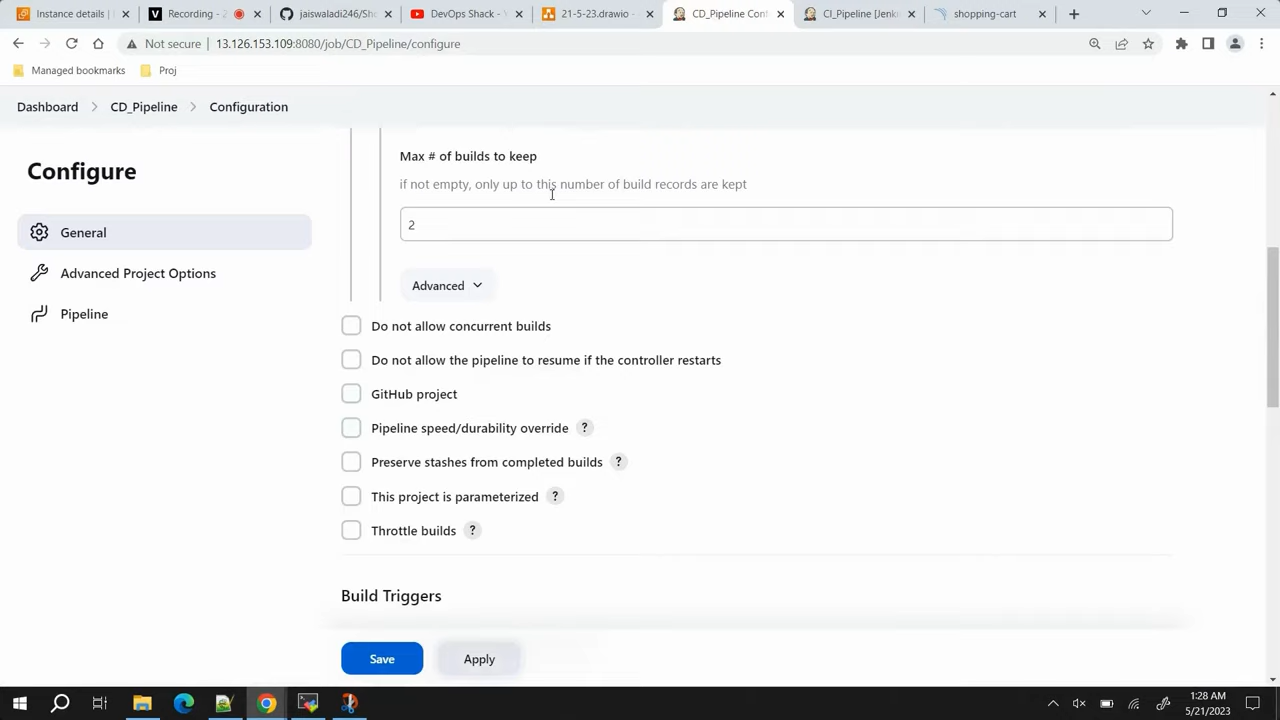 Instance details | E
Recording - 2
jaiswaladi246/Sho
DevOps Shack - V
21-5-23.drawio -
CD_Pipeline Conf
CI_Pipeline [Jenki
shopping-cart
Not secure
13.126.153.109:8080/job/CD_Pipeline/configure
Managed bookmarks
Proj
Dashboard
CD_Pipeline
Configuration
Configure
General
Advanced Project Options
Pipeline
Max # of builds to keep
if not empty, only up to this number of build records are kept
2
Advanced
Do not allow concurrent builds
Do not allow the pipeline to resume if the controller restarts
GitHub project
Pipeline speed/durability override ?
Preserve stashes from completed builds ?
This project is parameterized ?
Throttle builds ?
Build Triggers
Save
Apply
1:28 AM
5/21/2023